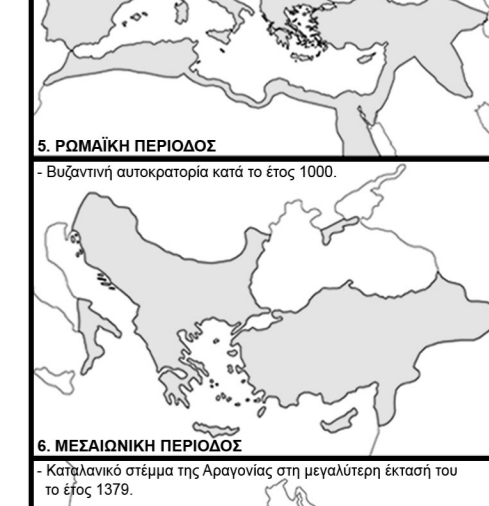 5. ΡΩΜΑΪΚΗ ΠΕΡΙΟΔΟΣ
- Βυζαντινή αυτοκρατορία κατά το έτος 1000.
6. ΜΕΣΑΙΩΝΙΚΗ ΠΕΡΙΟΔΟΣ
- Καταλανικό στέμμα της Αραγονίας στη μεγαλύτερη έκτασή του
το έτος 1379.